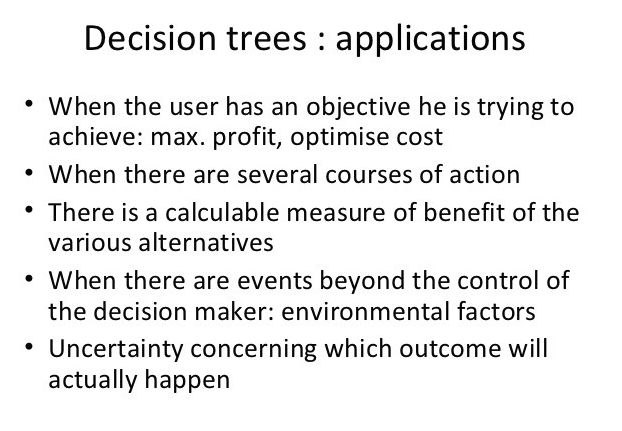 Decision trees : applications
• When the user has an objective he is trying to
achieve: max. profit, optimise cost
• When there are several courses of action
• There is a calculable measure of benefit of the
various alternatives
• When there are events beyond the control of
the decision maker: environmental factors
• Uncertainty concerning which outcome will
actually happen